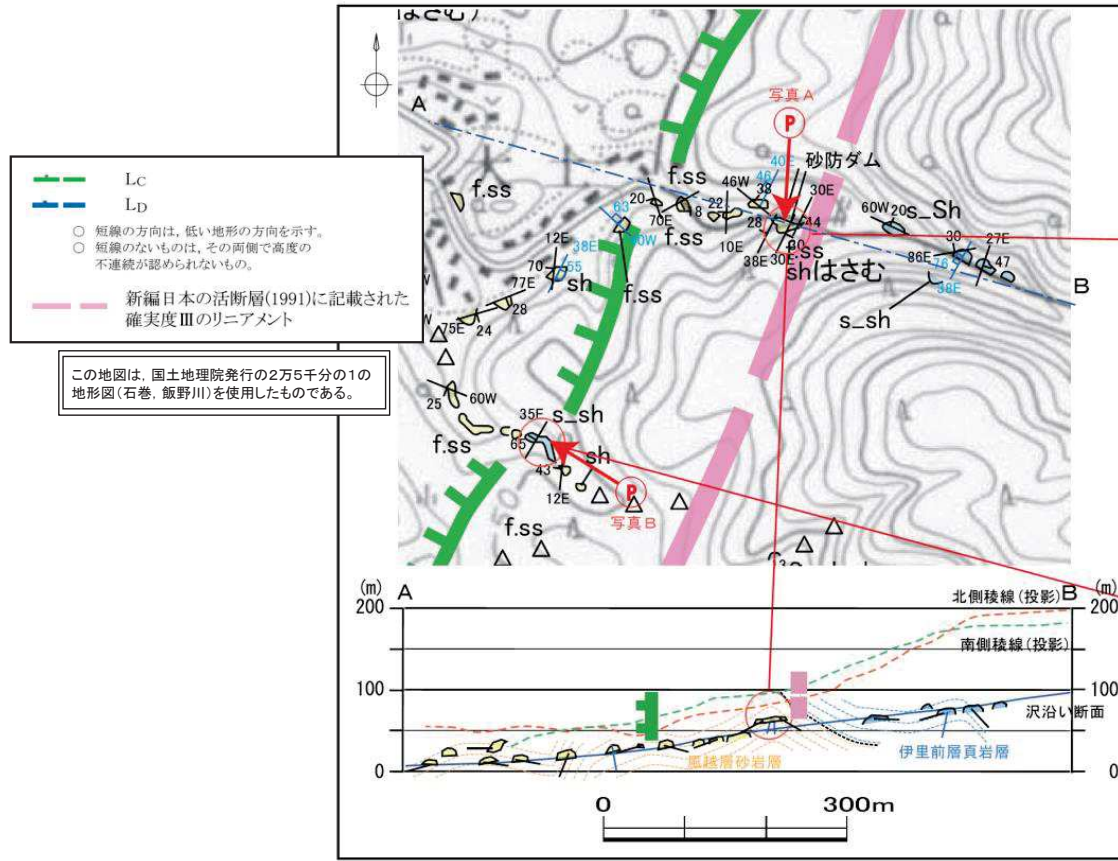 はさむ)
A
写真A
P
砂防ダム
40E
46
46W
38
30E
f.ss
f.ss
20
18
22
28
44
60W
20
s_Sh
63
70E
f.ss
10E
38E
30E
30
f.ss
shはさむ
86E
30
76
27E
47
38E
B
s_sh
12E
38E
70
55
sh
60W
f.ss
77E
28
75E
24
25
60W
35E
s_sh
f.ss
65
43
sh
12E
P
写真B
f.ss
LC
LD
○ 短線の方向は, 低い地形の方向を示す。
○ 短線のないものは, その両側で高度の
不連続が認められないもの。
新編日本の活断層(1991)に記載された
確実度Ⅲのリニアメント
この地図は, 国土地理院発行の2万5千分の1の
地形図(石巻, 飯野川)を使用したものである。
(m) A
B (m)
200
200
北側稜線(投影)
南側稜線(投影)
100
100
沢沿い断面
伊里前層頁岩層
風越層砂岩層
0
0
0 300m